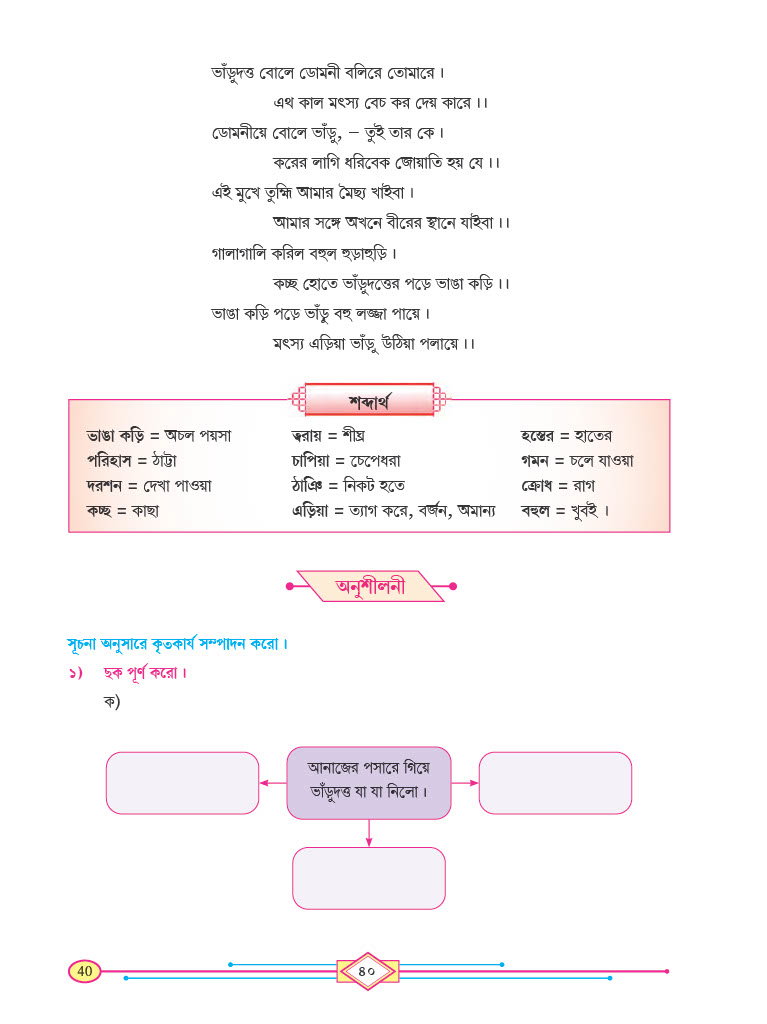 ভাঁড়ুদত্ত বোলে ডোমনী বলিরে তোমারে।
এথ কাল মৎস্য বেচ কর দেয় কারে।।
ডোমনীয়ে বোলে ভাঁড়ু, – তুই তার কে।
করের লাগি ধরিবেক জোয়াতি হয় যে।।
এই মুখে তুহ্মি আমার মৈছ্য খাইবা।
আমার সঙ্গে অখনে বীরের স্থানে যাইবা।।
গালাগালি করিল বহুল হুড়াহুড়ি।
কচ্ছ হোতে ভাঁড়ুদত্তের পড়ে ভাঙা কড়ি।।
ভাঙা কড়ি পড়ে ভাঁড়ু বহু লজ্জা পায়ে।
মৎস্য এড়িয়া ভাঁড়ু উঠিয়া পলায়ে।।
শব্দার্থ
ভাঙা কড়ি = অচল পয়সা ত্বরায় = শীঘ্র হস্তের = হাতের
পরিহাস = ঠাট্টা চাপিয়া = চেপেধরা গমন = চলে যাওয়া
দরশন = দেখা পাওয়া ঠাঞি = নিকট হতে ক্রোধ = রাগ
কচ্ছ = কাছা এড়িয়া = ত্যাগ করে, বর্জন, অমান্য বহুল = খুবই ।
অনুশীলনী
সূচনা অনুসারে কৃতকার্য সম্পাদন করো।
১) ছক পূর্ণ করো।
ক)
আনাজের পসারে গিয়ে
ভাঁড়ুদত্ত যা যা নিলো।
40 ৪০